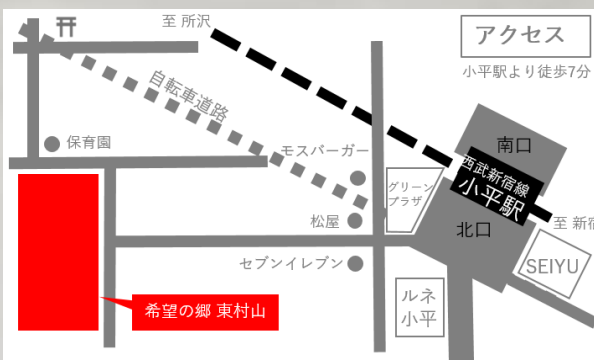 至 所沢
アクセス
小平駅より徒歩7分
自転車道路
保育園
モスバーガー
南口
西武新宿線
小平駅
グリーン
プラザ
松屋
北口
至 新宿
セブンイレブン
SEIYU
ルネ
小平
希望の郷 東村山